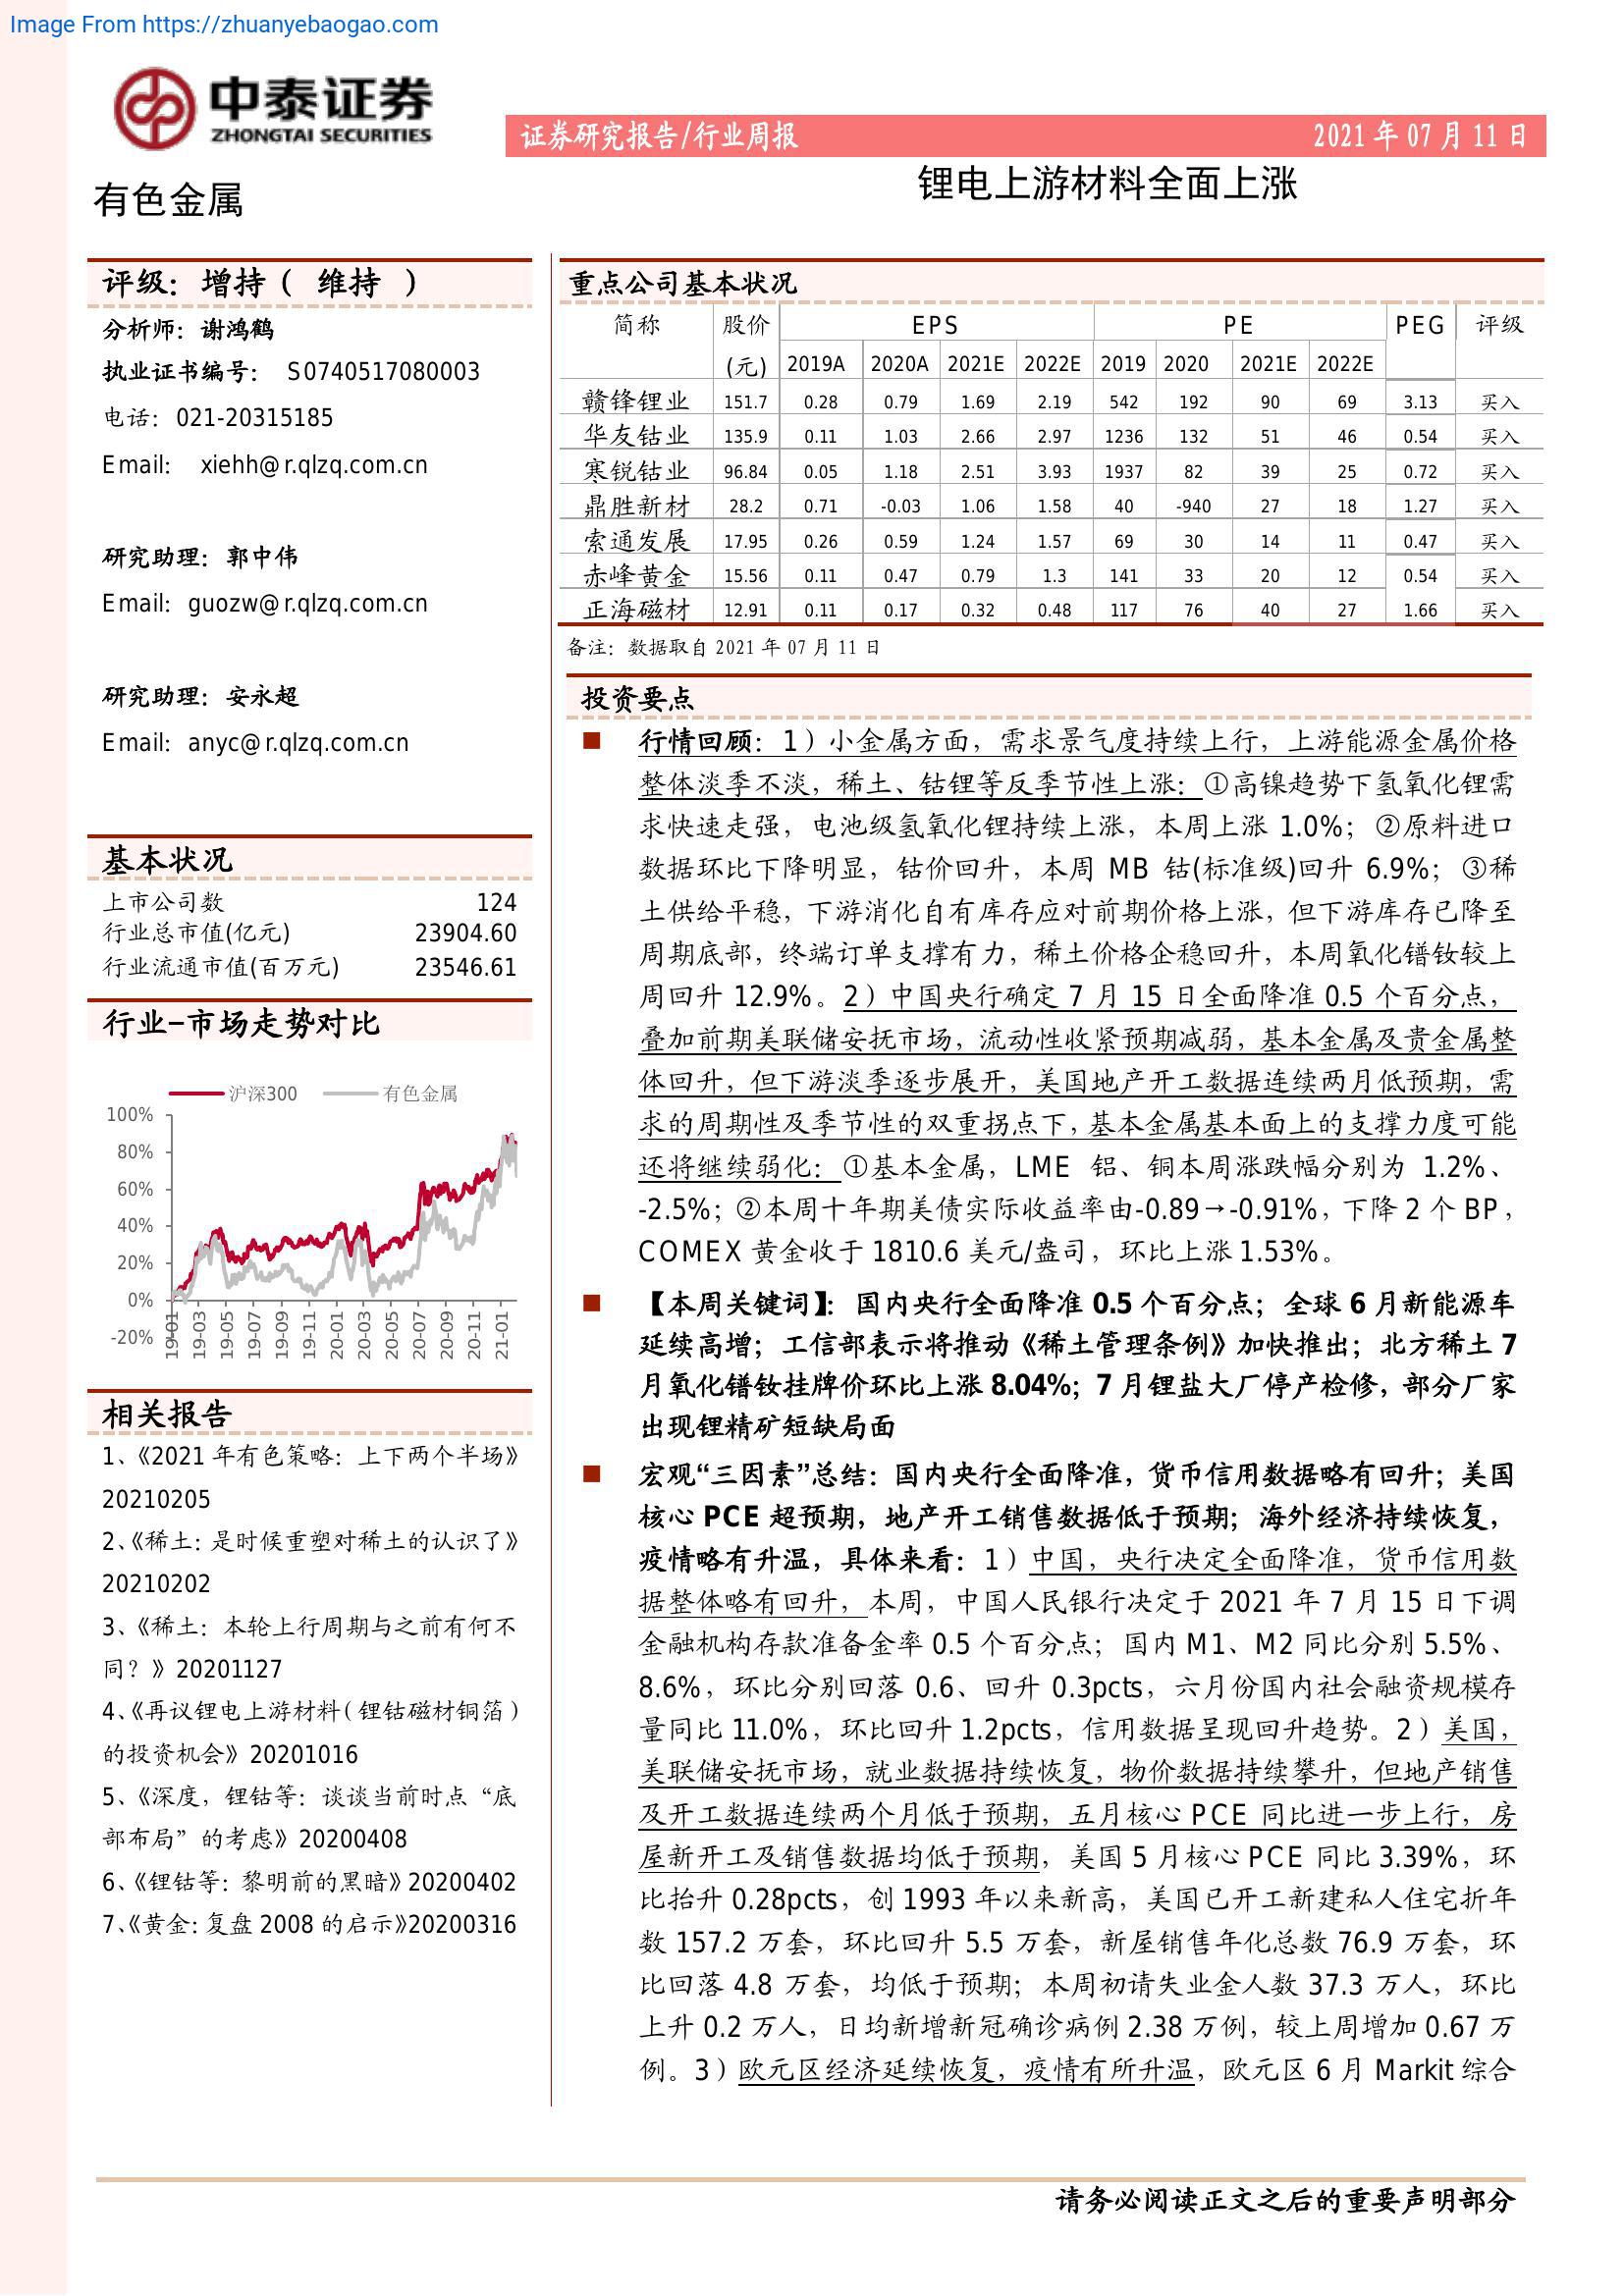 Image From https://zhuanyebaogao.com
中泰证券
ZHONGTAI SECURITIES
证券研究报告/行业周报
2021 年 07 月 11 日
有色金属
锂电上游材料全面上涨
评级：增持（ 维持 ）
分析师：谢鸿鹤
执业证书编号： S0740517080003
电话：021-20315185
Email： xiehh@r.qlzq.com.cn
研究助理：郭中伟
Email：guozw@r.qlzq.com.cn
研究助理：安永超
Email：anyc@r.qlzq.com.cn
基本状况
上市公司数 124
行业总市值(亿元) 23904.60
行业流通市值(百万元) 23546.61
行业-市场走势对比
沪深300 有色金属
100%
80%
60%
40%
20%
0%
-20%
19-01 19-03 19-05 19-07 19-09 19-11 20-01 20-03 20-05 20-07 20-09 20-11 21-01
相关报告
1、《2021 年有色策略：上下两个半场》
20210205
2、《稀土：是时候重塑对稀土的认识了》
20210202
3、《稀土：本轮上行周期与之前有何不
同？》20201127
4、《再议锂电上游材料（锂钴磁材铜箔）
的投资机会》20201016
5、《深度，锂钴等：谈谈当前时点“底
部布局”的考虑》20200408
6、《锂钴等：黎明前的黑暗》20200402
7、《黄金：复盘 2008 的启示》20200316
重点公司基本状况
简称 股价 EPS PE PEG 评级
(元) 2019A 2020A 2021E 2022E 2019 2020 2021E 2022E
赣锋锂业 151.7 0.28 0.79 1.69 2.19 542 192 90 69 3.13 买入
华友钴业 135.9 0.11 1.03 2.66 2.97 1236 132 51 46 0.54 买入
寒锐钴业 96.84 0.05 1.18 2.51 3.93 1937 82 39 25 0.72 买入
鼎胜新材 28.2 0.71 -0.03 1.06 1.58 40 -940 27 18 1.27 买入
索通发展 17.95 0.26 0.59 1.24 1.57 69 30 14 11 0.47 买入
赤峰黄金 15.56 0.11 0.47 0.79 1.3 141 33 20 12 0.54 买入
正海磁材 12.91 0.11 0.17 0.32 0.48 117 76 40 27 1.66 买入
备注：数据取自 2021 年 07 月 11 日
投资要点
■ 行情回顾：1）小金属方面，需求景气度持续上行，上游能源金属价格
整体淡季不淡，稀土、钴锂等反季节性上涨：①高镍趋势下氢氧化锂需
求快速走强，电池级氢氧化锂持续上涨，本周上涨 1.0%；②原料进口
数据环比下降明显，钴价回升，本周 MB 钴(标准级)回升 6.9%；③稀
土供给平稳，下游消化自有库存应对前期价格上涨，但下游库存已降至
周期底部，终端订单支撑有力，稀土价格企稳回升，本周氧化镨钕较上
周回升 12.9%。2）中国央行确定 7 月 15 日全面降准 0.5 个百分点，
叠加前期美联储安抚市场，流动性收紧预期减弱，基本金属及贵金属整
体回升，但下游淡季逐步展开，美国地产开工数据连续两月低预期，需
求的周期性及季节性的双重拐点下，基本金属基本面上的支撑力度可能
还将继续弱化：①基本金属，LME 铝、铜本周涨跌幅分别为 1.2%、
-2.5%；②本周十年期美债实际收益率由-0.89→-0.91%，下降 2 个 BP，
COMEX 黄金收于 1810.6 美元/盎司，环比上涨 1.53%。
■ 【本周关键词】：国内央行全面降准 0.5 个百分点；全球 6 月新能源车
延续高增；工信部表示将推动《稀土管理条例》加快推出；北方稀土 7
月氧化镨钕挂牌价环比上涨 8.04%；7 月锂盐大厂停产检修，部分厂家
出现锂精矿短缺局面
■ 宏观“三因素”总结：国内央行全面降准，货币信用数据略有回升；美国
核心 PCE 超预期，地产开工销售数据低于预期；海外经济持续恢复，
疫情略有升温，具体来看：1）中国，央行决定全面降准，货币信用数
据整体略有回升，本周，中国人民银行决定于 2021 年 7 月 15 日下调
金融机构存款准备金率 0.5 个百分点；国内 M1、M2 同比分别 5.5%、
8.6%，环比分别回落 0.6、回升 0.3pcts，六月份国内社会融资规模存
量同比 11.0%，环比回升 1.2pcts，信用数据呈现回升趋势。2）美国，
美联储安抚市场，就业数据持续恢复，物价数据持续攀升，但地产销售
及开工数据连续两个月低于预期，五月核心 PCE 同比进一步上行，房
屋新开工及销售数据均低于预期，美国 5 月核心 PCE 同比 3.39%，环
比抬升 0.28pcts，创 1993 年以来新高，美国已开工新建私人住宅折年
数 157.2 万套，环比回升 5.5 万套，新屋销售年化总数 76.9 万套，环
比回落 4.8 万套，均低于预期；本周初请失业金人数 37.3 万人，环比
上升 0.2 万人，日均新增新冠确诊病例 2.38 万例，较上周增加 0.67 万
例。3）欧元区经济延续恢复，疫情有所升温，欧元区 6 月 Markit 综合
请务必阅读正文之后的重要声明部分